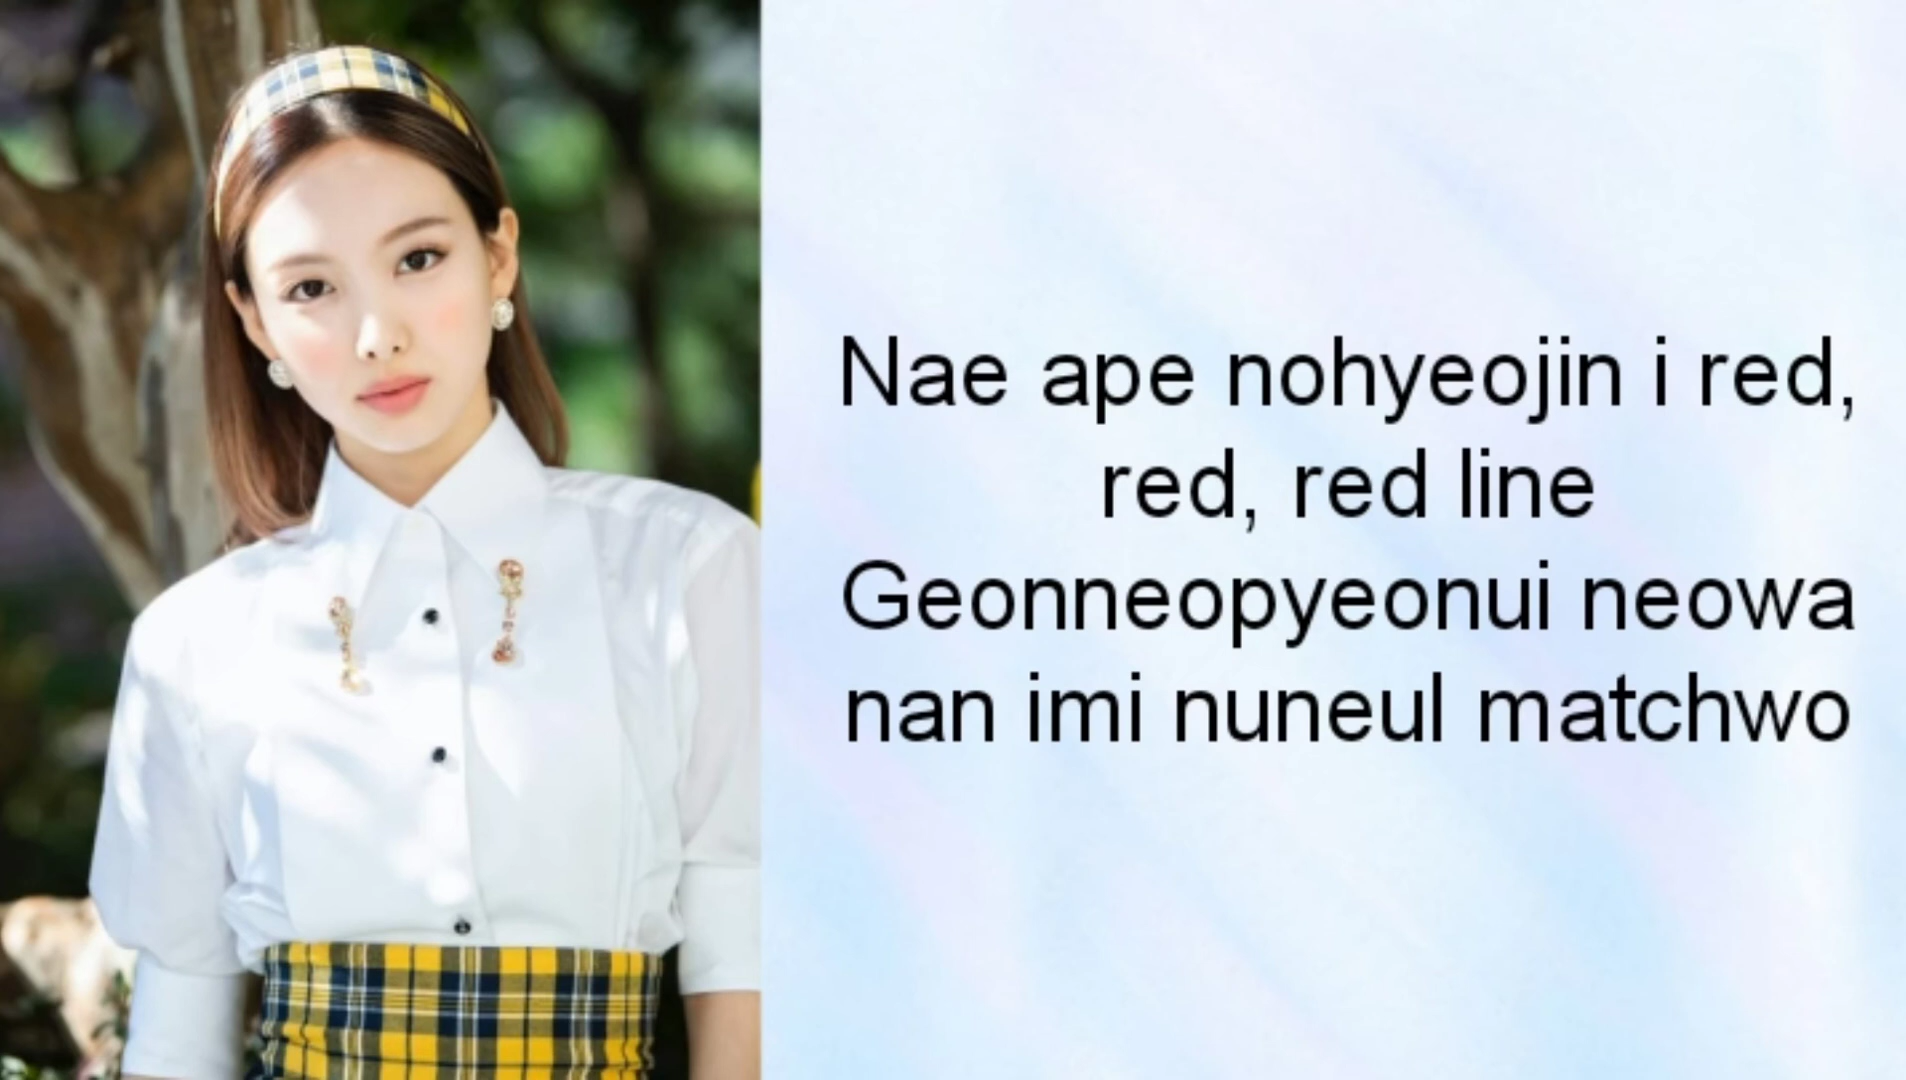 Nae ape nohyeojin i red,
red, red line
Geonneopyeonui neowa
nan imi nuneul matchwo